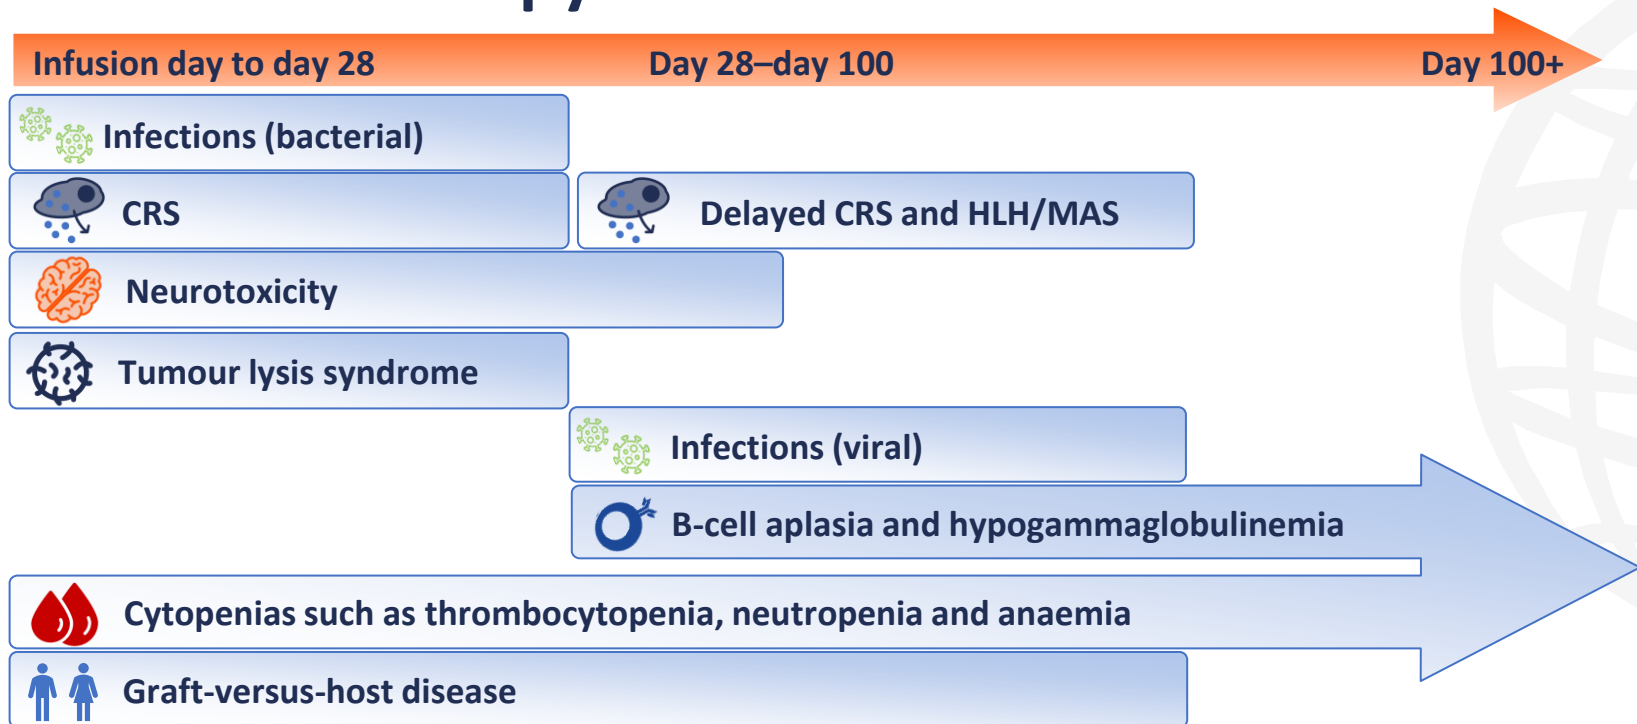 Infusion day to day 28
Day 28–day 100
Day 100+
Infections (bacterial)
CRS
Delayed CRS and HLH/MAS
Neurotoxicity
Tumour lysis syndrome
Infections (viral)
B-cell aplasia and hypogammaglobulinemia
Cytopenias such as thrombocytopenia, neutropenia and anaemia
Graft-versus-host disease